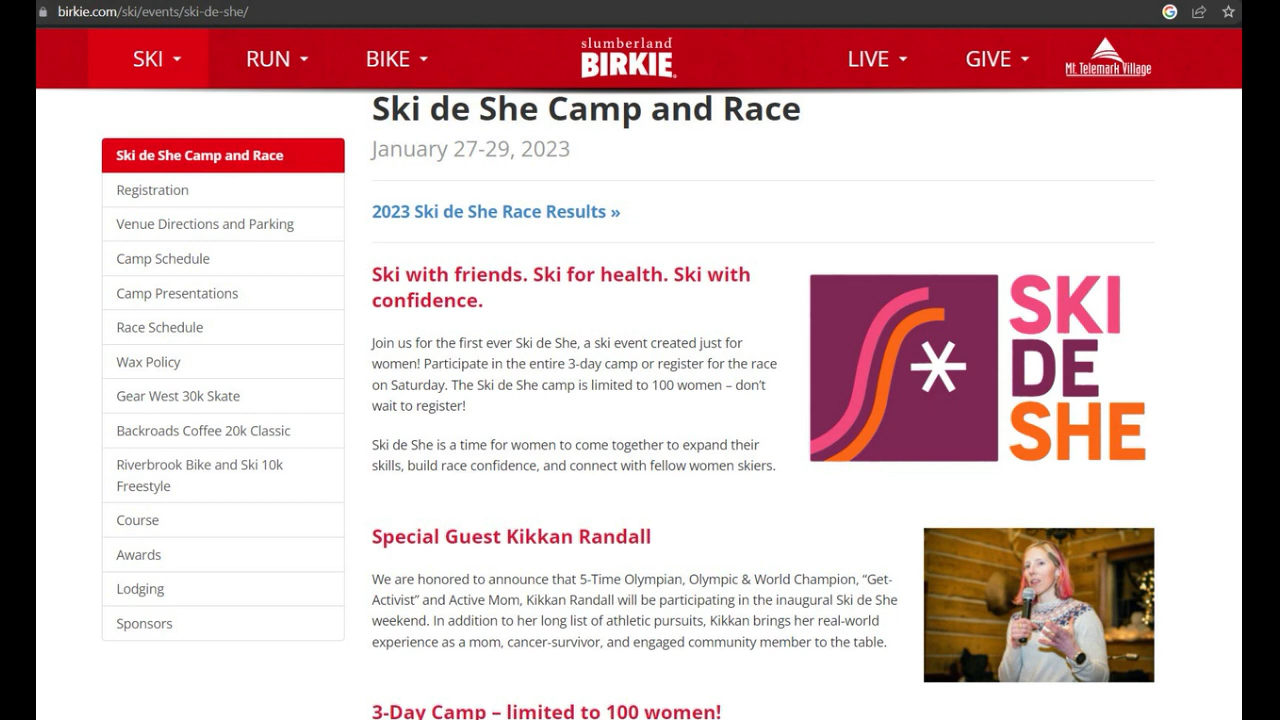 birkie.com/ski/events/ski-de-she/
SKI
RUN
BIKE
slumberland
BIRKIE
LIVE
GIVE
Mt. Telemark Village
Ski de She Camp and Race
January 27-29, 2023
Ski de She Camp and Race
Registration
Venue Directions and Parking
Camp Schedule
Camp Presentations
Race Schedule
Wax Policy
Gear West 30k Skate
Backroads Coffee 20k Classic
Riverbrook Bike and Ski 10k
Freestyle
Course
Awards
Lodging
Sponsors
2023 Ski de She Race Results »
Ski with friends. Ski for health. Ski with
confidence.
Join us for the first ever Ski de She, a ski event created just for
women! Participate in the entire 3-day camp or register for the race
on Saturday. The Ski de She camp is limited to 100 women – don’t
wait to register!
Ski de She is a time for women to come together to expand their
skills, build race confidence, and connect with fellow women skiers.
SKI
DE
SHE
Special Guest Kikkan Randall
We are honored to announce that 5-Time Olympian, Olympic & World Champion, “Get-
Activist” and Active Mom, Kikkan Randall will be participating in the inaugural Ski de She
weekend. In addition to her long list of athletic pursuits, Kikkan brings her real-world
experience as a mom, cancer-survivor, and engaged community member to the table.
3-Day Camp – limited to 100 women!